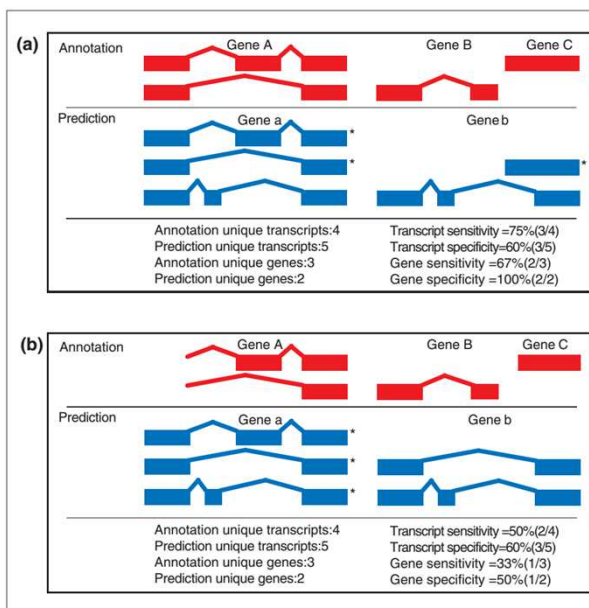 (a)
Gene A Gene B Gene C
Annotation
Prediction Gene a Gene b
*
* *
Annotation unique transcripts:4 Transcript sensitivity =75%(3/4)
Prediction unique transcripts:5 Transcript specificity=60%(3/5)
Annotation unique genes:3 Gene sensitivity =67%(2/3)
Prediction unique genes:2 Gene specificity =100%(2/2)
(b)
Annotation Gene A Gene B Gene C
Prediction Gene a Gene b
*
*
*
Annotation unique transcripts:4 Transcript sensitivity =50%(2/4)
Prediction unique transcripts:5 Transcript specificity=60%(3/5)
Annotation unique genes:3 Gene sensitivity =33%(1/3)
Prediction unique genes:2 Gene specificity =50%(1/2)